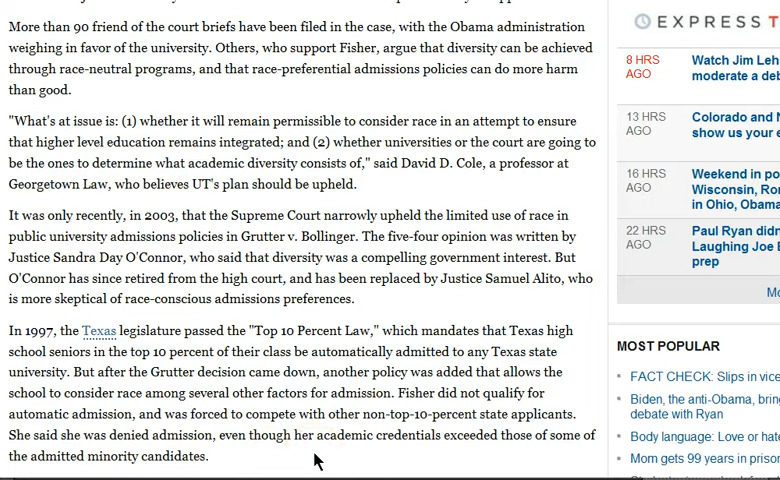 More than 90 friend of the court briefs have been filed in the case, with the Obama administration
weighing in favor of the university. Others, who support Fisher, argue that diversity can be achieved
through race-neutral programs, and that race-preferential admissions policies can do more harm
than good.
"What's at issue is: (1) whether it will remain permissible to consider race in an attempt to ensure
that higher level education remains integrated; and (2) whether universities or the court are going to
be the ones to determine what academic diversity consists of," said David D. Cole, a professor at
Georgetown Law, who believes UT's plan should be upheld.
It was only recently, in 2003, that the Supreme Court narrowly upheld the limited use of race in
public university admissions policies in Grutter v. Bollinger. The five-four opinion was written by
Justice Sandra Day O'Connor, who said that diversity was a compelling government interest. But
O'Connor has since retired from the high court, and has been replaced by Justice Samuel Alito, who
is more skeptical of race-conscious admissions preferences.
In 1997, the Texas legislature passed the "Top 10 Percent Law," which mandates that Texas high
school seniors in the top 10 percent of their class be automatically admitted to any Texas state
university. But after the Grutter decision came down, another policy was added that allows the
school to consider race among several other factors for admission. Fisher did not qualify for
automatic admission, and was forced to compete with other non-top-10-percent state applicants.
She said she was denied admission, even though her academic credentials exceeded those of some of
the admitted minority candidates.
EXPRESS T
8 HRS AGO
Watch Jim Leh
moderate a deb
13 HRS AGO
Colorado and N
show us your e
16 HRS AGO
Weekend in po
Wisconsin, Ro
in Ohio, Obama
22 HRS AGO
Paul Ryan didn
Laughing Joe B
prep
Mo
MOST POPULAR
FACT CHECK: Slips in vice
Biden, the anti-Obama, bring
debate with Ryan
Body language: Love or hate
Mom gets 99 years in prison